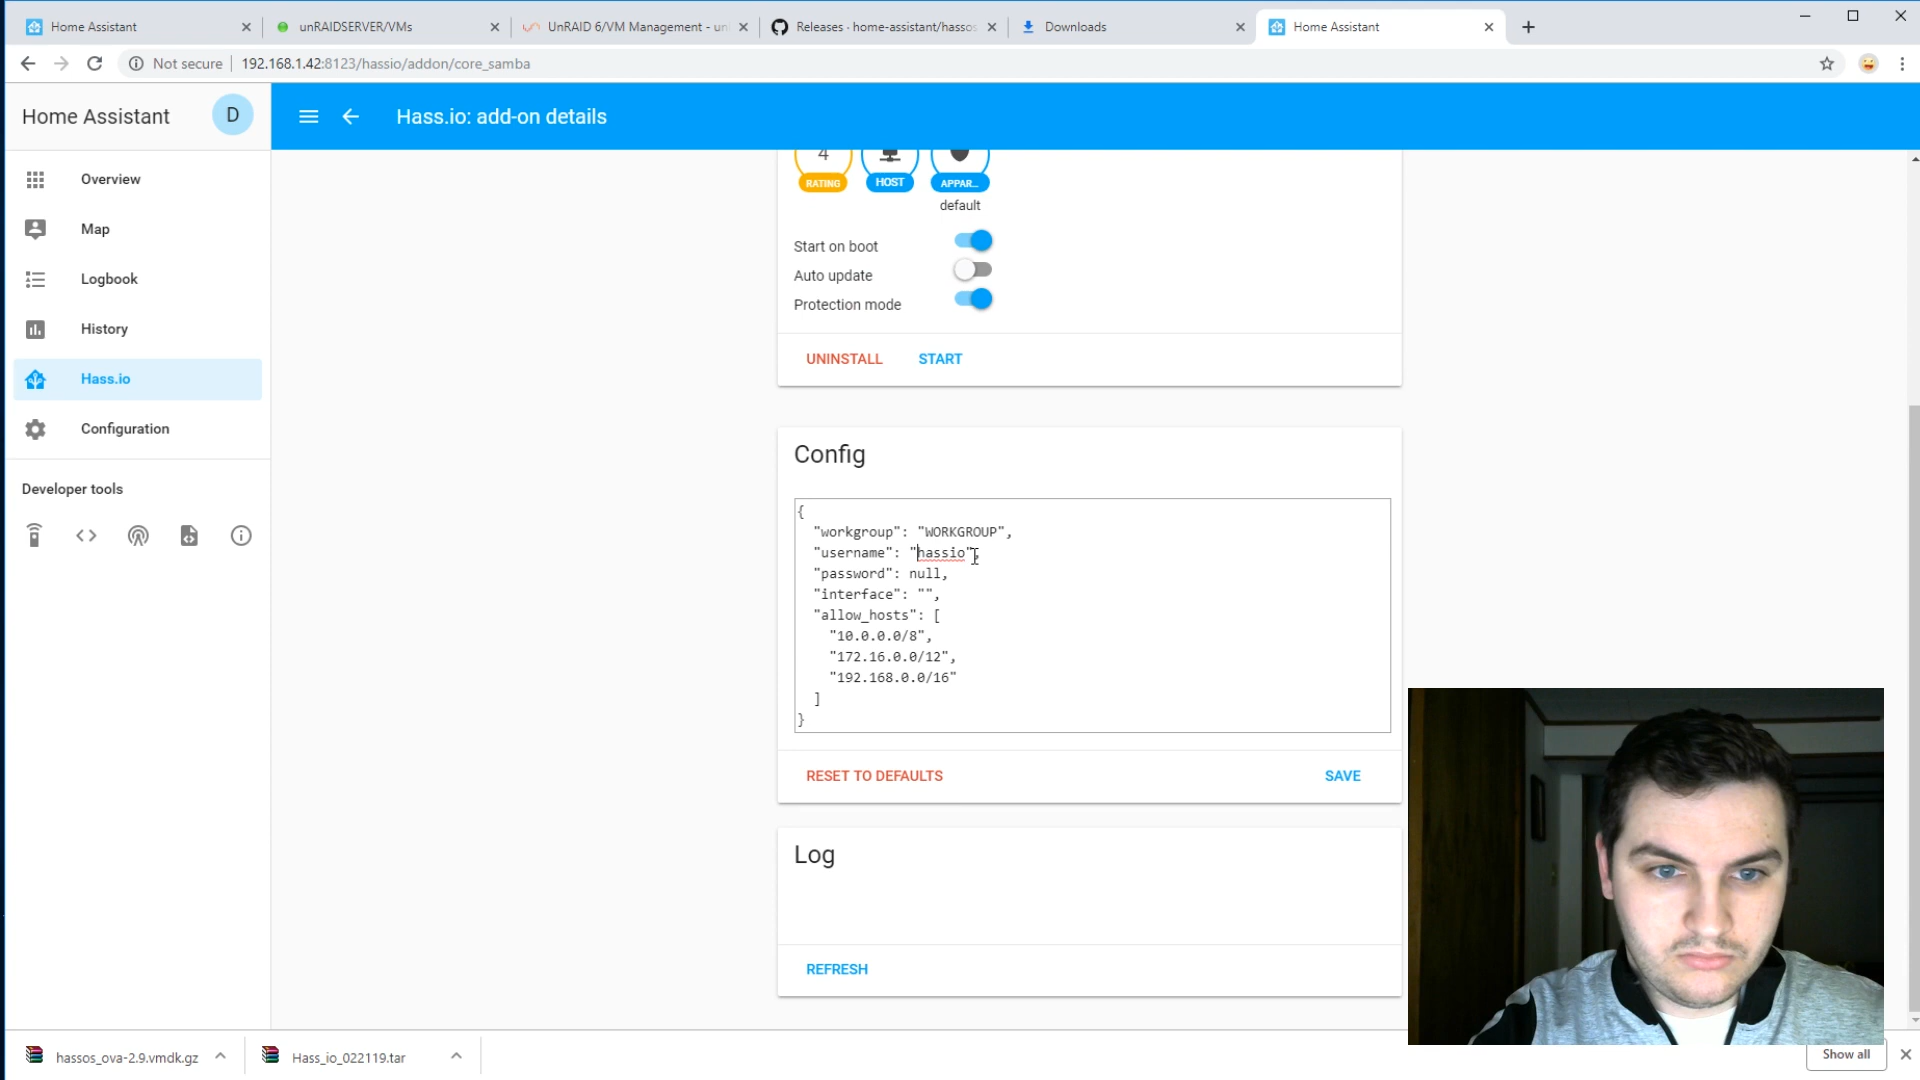 Home Assistant
unRAIDSERVER/VMs
UnRAID 6/VM Management - un
Releases · home-assistant/hassos
Downloads
Home Assistant
Not secure
192.168.1.42:8123/hassio/addon/core_samba
Home Assistant
D
Hass.io: add-on details
Overview
Map
Logbook
History
Hass.io
Configuration
Developer tools
4
RATING
HOST
APPAR...
default
Start on boot
Auto update
Protection mode
UNINSTALL
START
Config
{
"workgroup": "WORKGROUP",
"username": "hassio",
"password": null,
"interface": "",
"allow_hosts": [
"10.0.0.0/8",
"172.16.0.0/12",
"192.168.0.0/16"
]
}
RESET TO DEFAULTS
SAVE
Log
REFRESH
hassos_ova-2.9.vmdk.gz
Hass_io_022119.tar
Show all